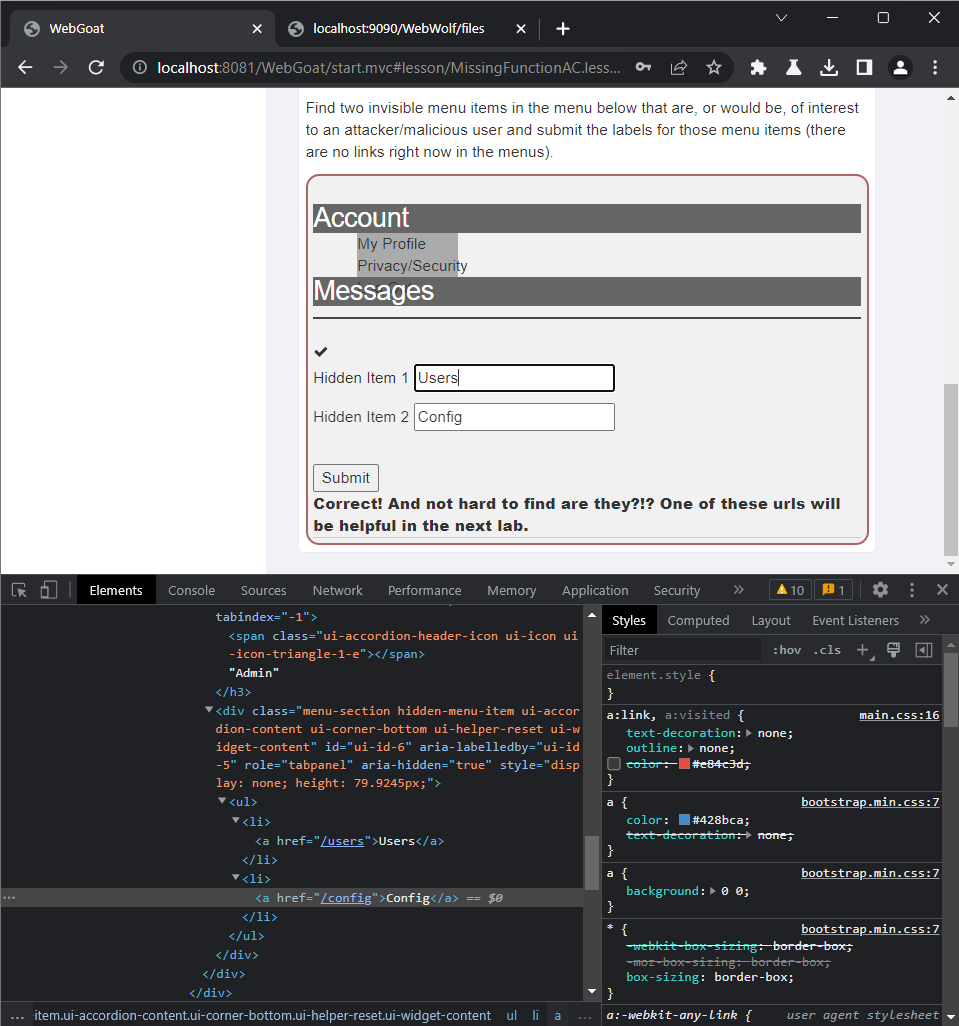 WebGoat
localhost:9090/WebWolf/files
localhost:8081/WebGoat/start.mvc#lesson/MissingFunctionAC.less...
Find two invisible menu items in the menu below that are, or would be, of interest
to an attacker/malicious user and submit the labels for those menu items (there
are no links right now in the menus).
Account
My Profile
Privacy/Security
Messages
Hidden Item 1 Users
Hidden Item 2 Config
Submit
Correct! And not hard to find are they?!? One of these urls will
be helpful in the next lab.
Elements Console Sources Network Performance Memory Application Security » 10 1
tabindex="-1">
<span class="ui-accordion-header-icon ui-icon ui
-icon-triangle-1-e"></span>
"Admin"
</h3>
<div class="menu-section hidden-menu-item ui-accor
dion-content ui-corner-bottom ui-helper-reset ui-w
idget-content" id="ui-id-6" aria-labelledby="ui-id
-5" role="tabpanel" aria-hidden="true" style="disp
lay: none; height: 79.9245px;">
<ul>
<li>
<a href="/users">Users</a>
</li>
<li>
... <a href="/config">Config</a> == $0
</li>
</ul>
</div>
</div>
</div>
... -item.ui-accordion-content.ui-corner-bottom.ui-helper-reset.ui-widget-content ul li a ...
Styles Computed Layout Event Listeners »
Filter :hov .cls +
element.style {
}
a:link, a:visited { main.css:16
text-decoration: none;
outline: none;
color: #e84c3d;
}
a { bootstrap.min.css:7
color: #428bca;
text-decoration: none;
}
a { bootstrap.min.css:7
background: 0 0;
}
* { bootstrap.min.css:7
-webkit-box-sizing: border-box;
-moz-box-sizing: border-box;
box-sizing: border-box;
}
a:-webkit-any-link { user agent stylesheet